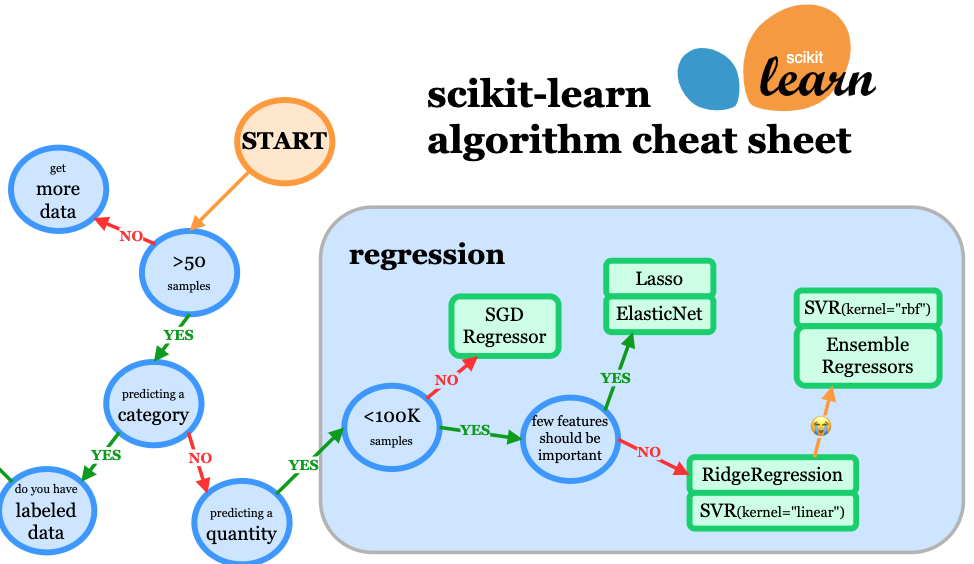 scikit
learn
scikit-learn
algorithm cheat sheet
START
get
more
data
NO
>50
samples
YES
predicting a
category
YES
NO
do you have
labeled
data
predicting a
quantity
YES
regression
<100K
samples
NO
SGD
Regressor
YES
few features
should be
important
YES
Lasso
ElasticNet
NO
RidgeRegression
SVR(kernel="linear")
SVR(kernel="rbf")
Ensemble
Regressors